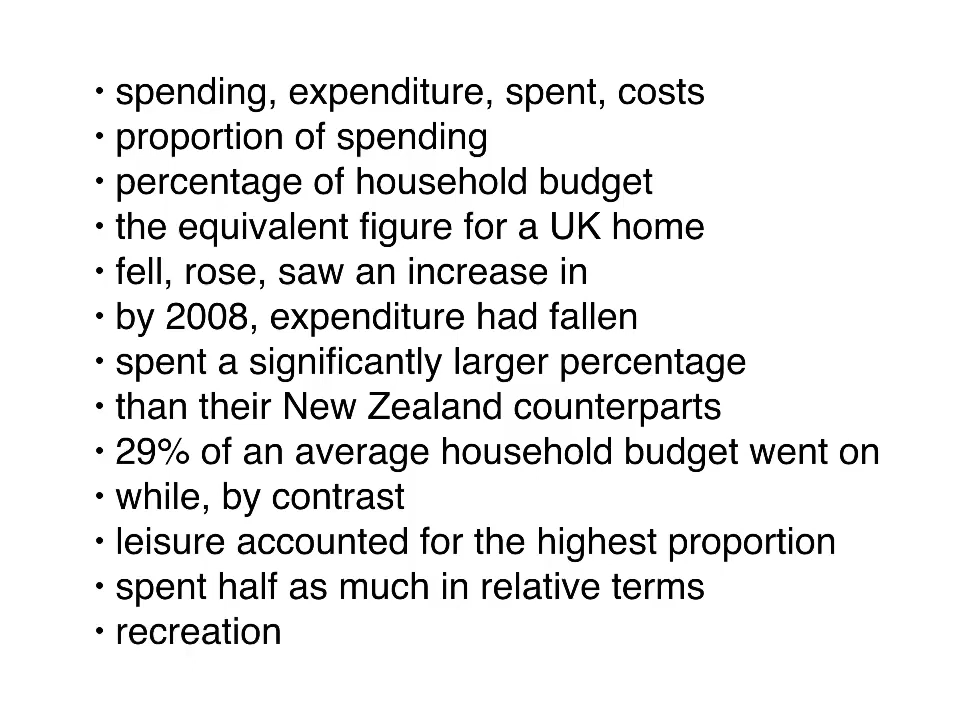 • spending, expenditure, spent, costs
• proportion of spending
• percentage of household budget
• the equivalent figure for a UK home
• fell, rose, saw an increase in
• by 2008, expenditure had fallen
• spent a significantly larger percentage
• than their New Zealand counterparts
• 29% of an average household budget went on
• while, by contrast
• leisure accounted for the highest proportion
• spent half as much in relative terms
• recreation